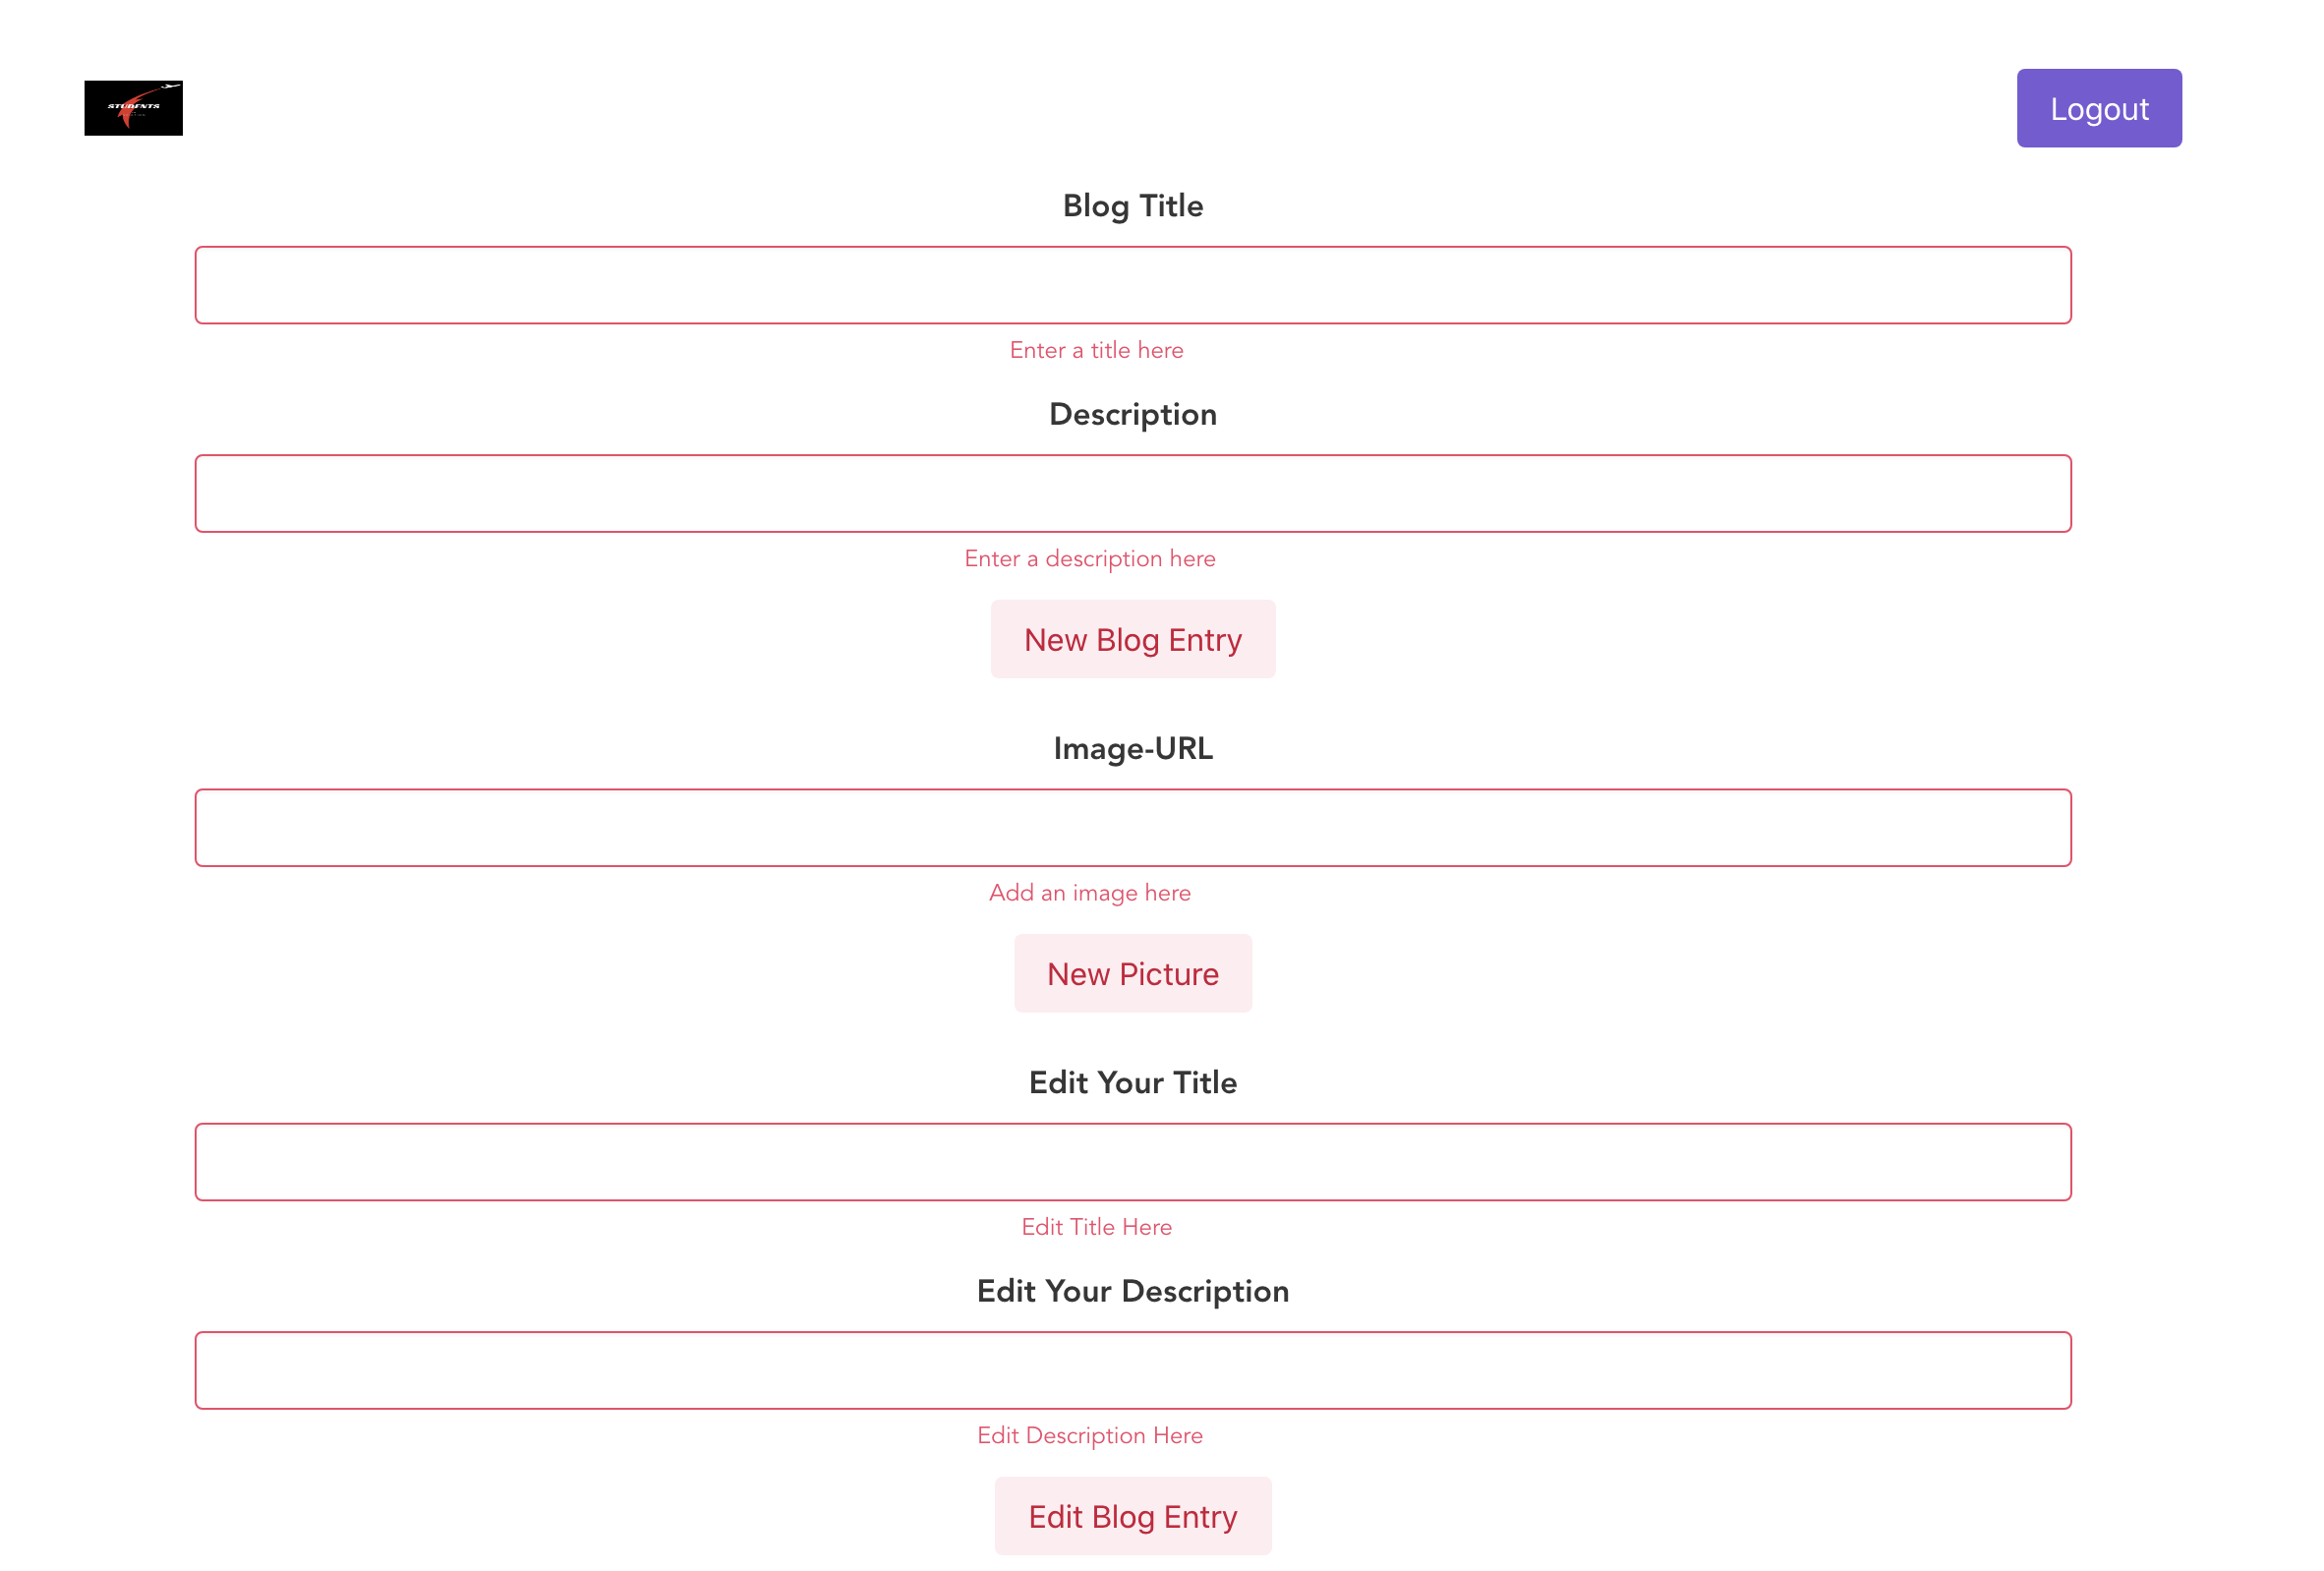 STUDENTS
Logout
Blog Title
Enter a title here
Description
Enter a description here
New Blog Entry
Image-URL
Add an image here
New Picture
Edit Your Title
Edit Title Here
Edit Your Description
Edit Description Here
Edit Blog Entry